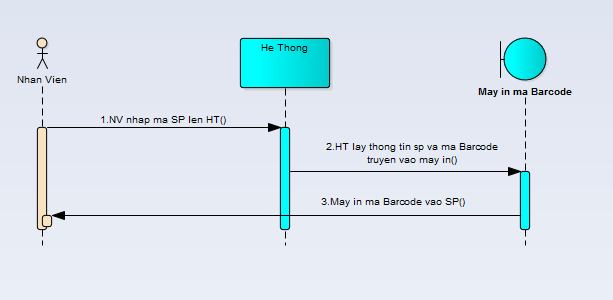 He Thong
Nhan Vien
May in ma Barcode
1.NV nhap ma SP len HT()
2.HT lay thong tin sp va ma Barcode
truyen vao may in()
3.May in ma Barcode vao SP()